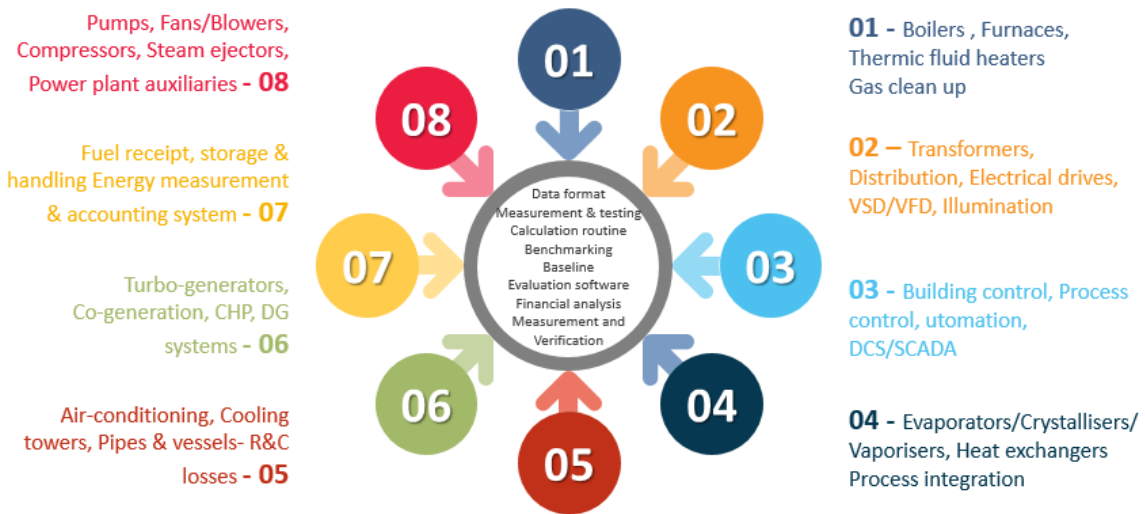 Pumps, Fans/Blowers,
Compressors, Steam ejectors,
Power plant auxiliaries - 08
Fuel receipt, storage &
handling Energy measurement
& accounting system - 07
Turbo-generators,
Co-generation, CHP, DG
systems - 06
Air-conditioning, Cooling
towers, Pipes & vessels- R&C
losses - 05
01
02
03
04
05
06
07
08
Data format
Measurement & testing
Calculation routine
Benchmarking
Baseline
Evaluation software
Financial analysis
Measurement and
Verification
01 - Boilers , Furnaces,
Thermic fluid heaters
Gas clean up
02 – Transformers,
Distribution, Electrical drives,
VSD/VFD, Illumination
03 - Building control, Process
control, utomation,
DCS/SCADA
04 - Evaporators/Crystallisers/
Vaporisers, Heat exchangers
Process integration